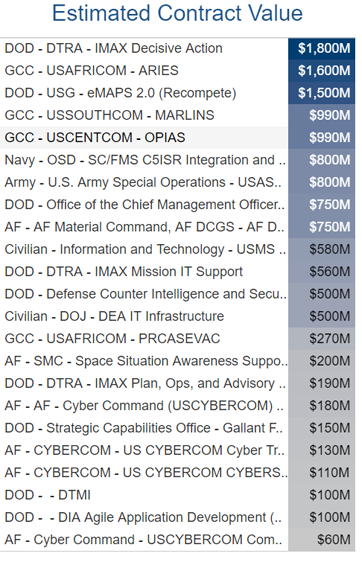 Estimated Contract Value
DOD - DTRA - IMAX Decisive Action $1,800M
GCC - USAFRICOM - ARIES $1,600M
DOD - USG - eMAPS 2.0 (Recompete) $1,500M
GCC - USSOUTHCOM - MARLINS $990M
GCC - USCENTCOM - OPIAS $990M
Navy - OSD - SC/FMS C5ISR Integration and .. $800M
Army - U.S. Army Special Operations - USAS.. $800M
DOD - Office of the Chief Management Officer.. $750M
AF - AF Material Command, AF DCGS - AF D.. $750M
Civilian - Information and Technology - USMS .. $580M
DOD - DTRA - IMAX Mission IT Support $560M
DOD - Defense Counter Intelligence and Secu.. $500M
Civilian - DOJ - DEA IT Infrastructure $500M
GCC - USAFRICOM - PRCASEVAC $270M
AF - SMC - Space Situation Awareness Suppo.. $200M
DOD - DTRA - IMAX Plan, Ops, and Advisory .. $190M
AF - AF - Cyber Command (USCYBERCOM) .. $180M
DOD - Strategic Capabilities Office - Gallant F.. $150M
AF - CYBERCOM - US CYBERCOM Cyber Tr.. $130M
AF - CYBERCOM - US CYBERCOM CYBERS.. $110M
DOD - - DTMI $100M
DOD - - DIA Agile Application Development (.. $100M
AF - Cyber Command - USCYBERCOM Com.. $60M